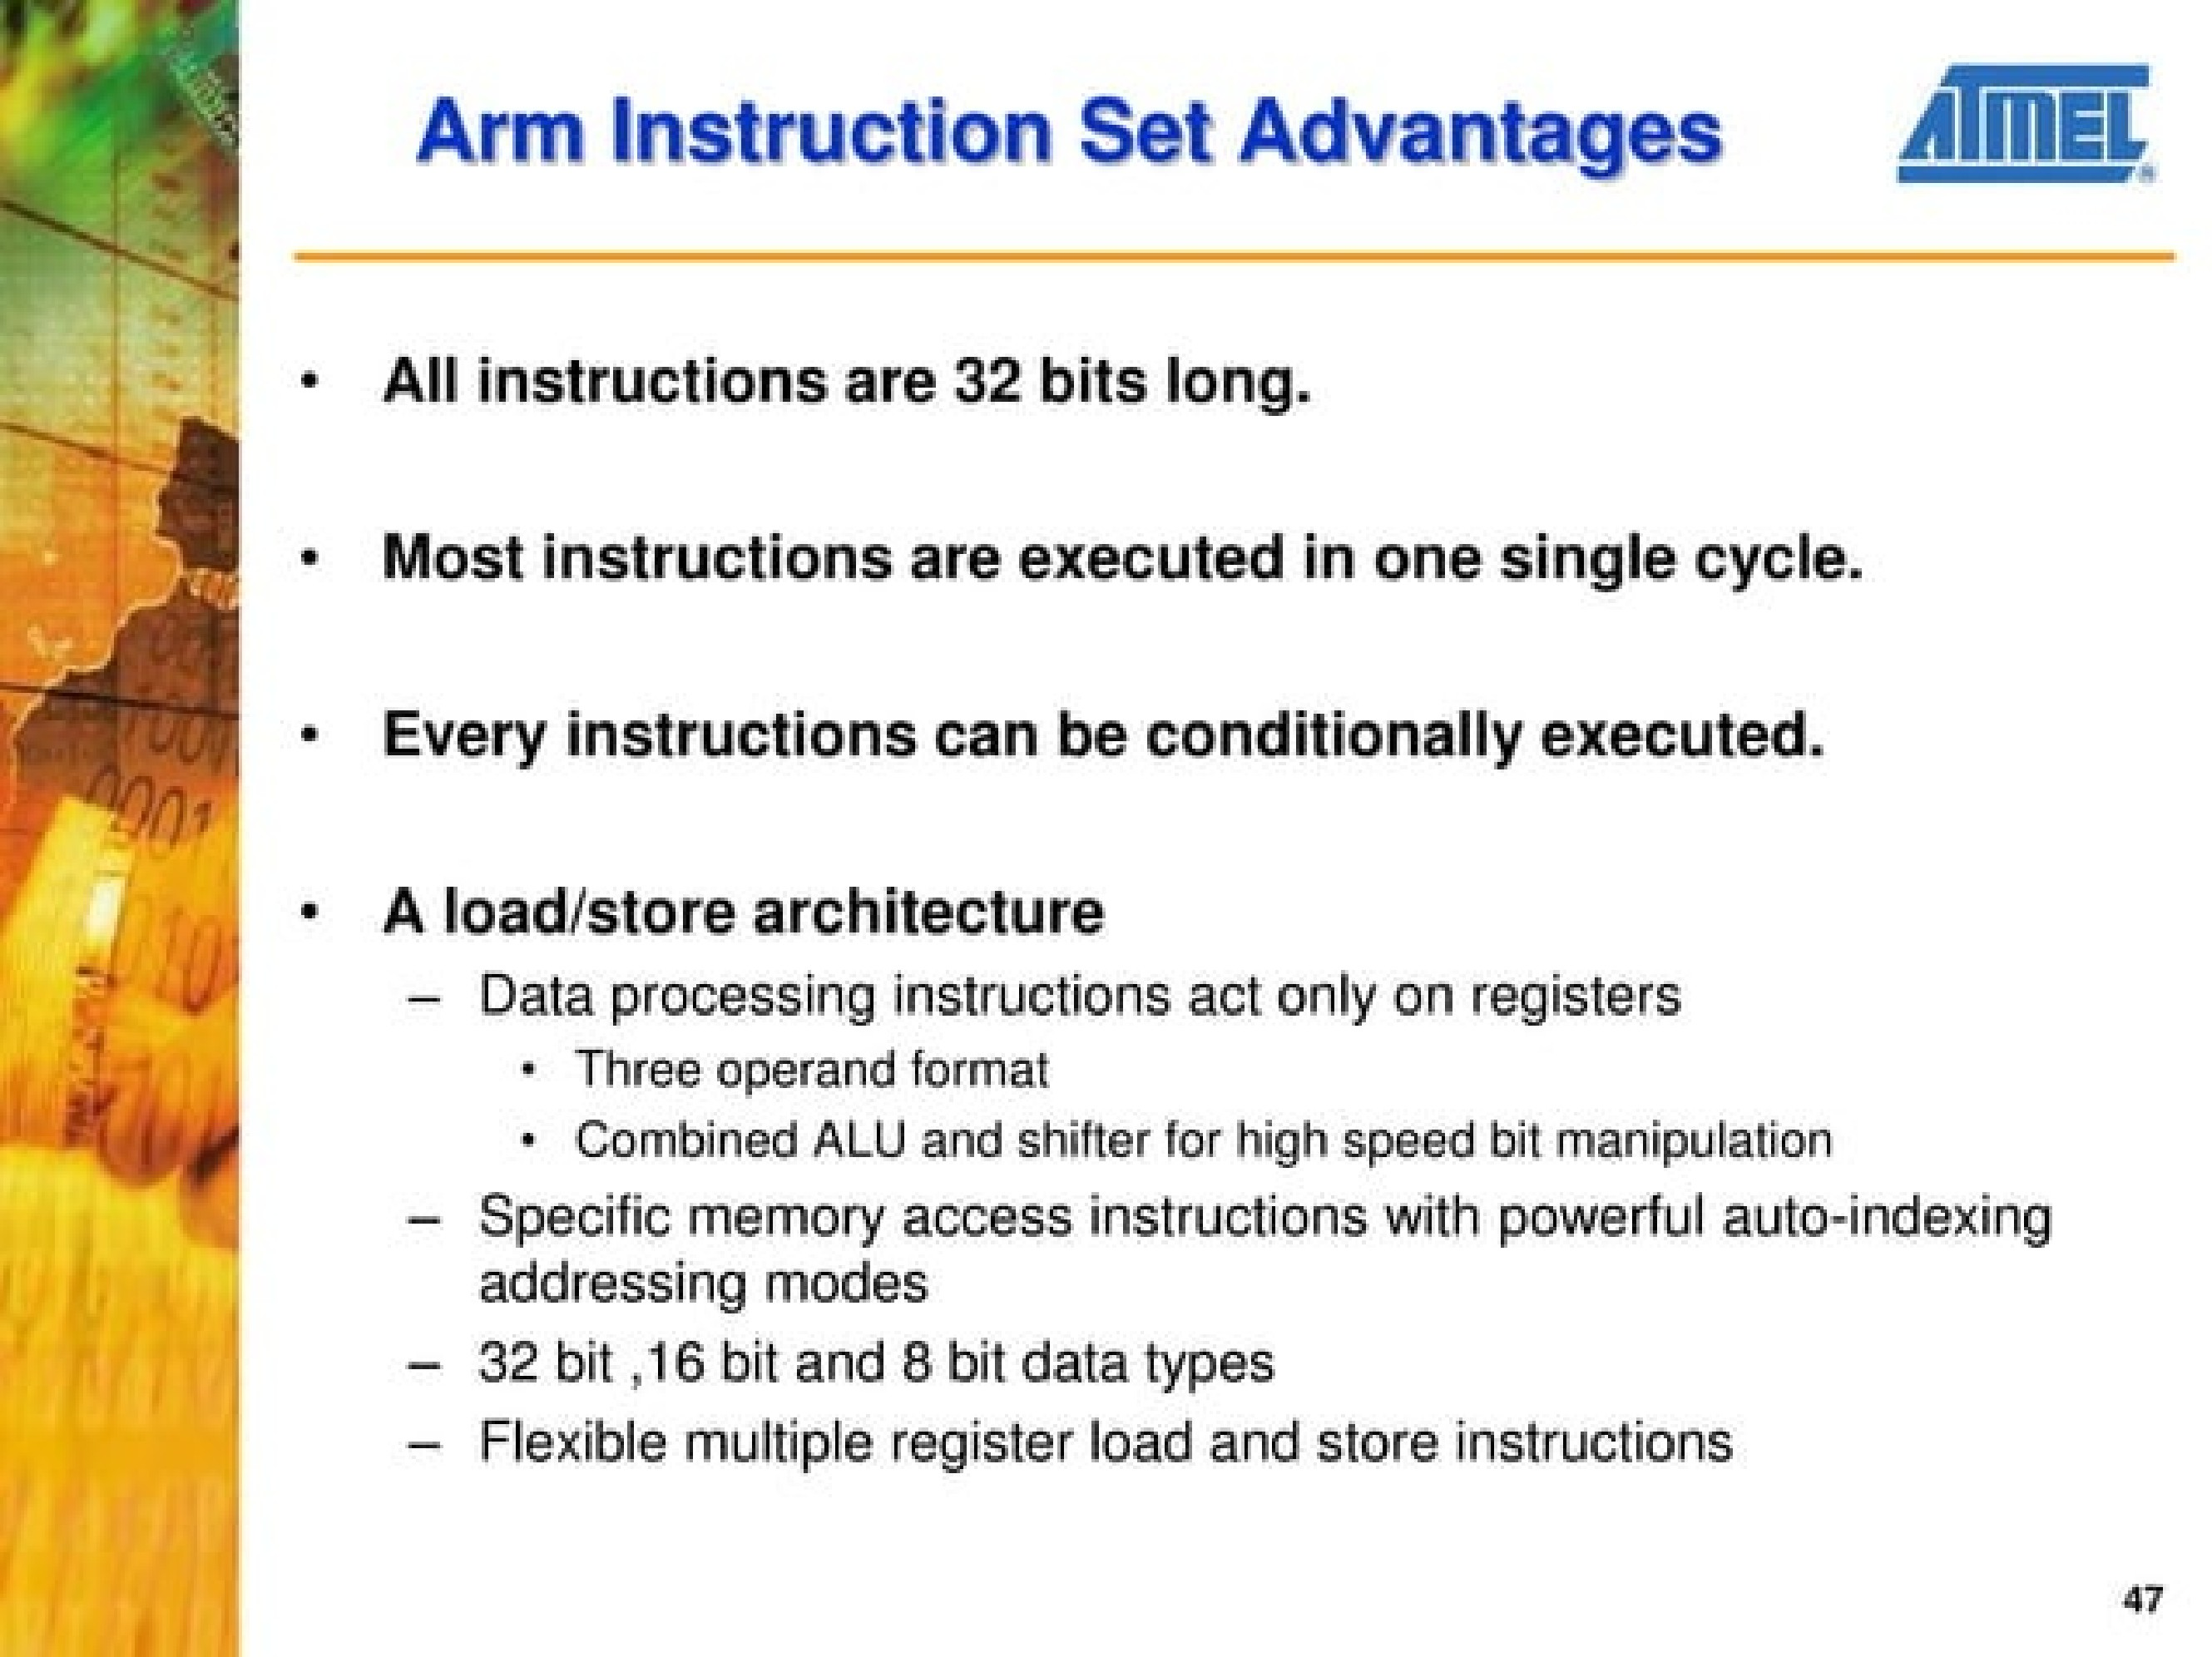 Arm Instruction Set Advantages
ATMEL®
• All instructions are 32 bits long.
• Most instructions are executed in one single cycle.
• Every instructions can be conditionally executed.
• A load/store architecture
– Data processing instructions act only on registers
• Three operand format
• Combined ALU and shifter for high speed bit manipulation
– Specific memory access instructions with powerful auto-indexing
addressing modes
– 32 bit ,16 bit and 8 bit data types
– Flexible multiple register load and store instructions
0001
47